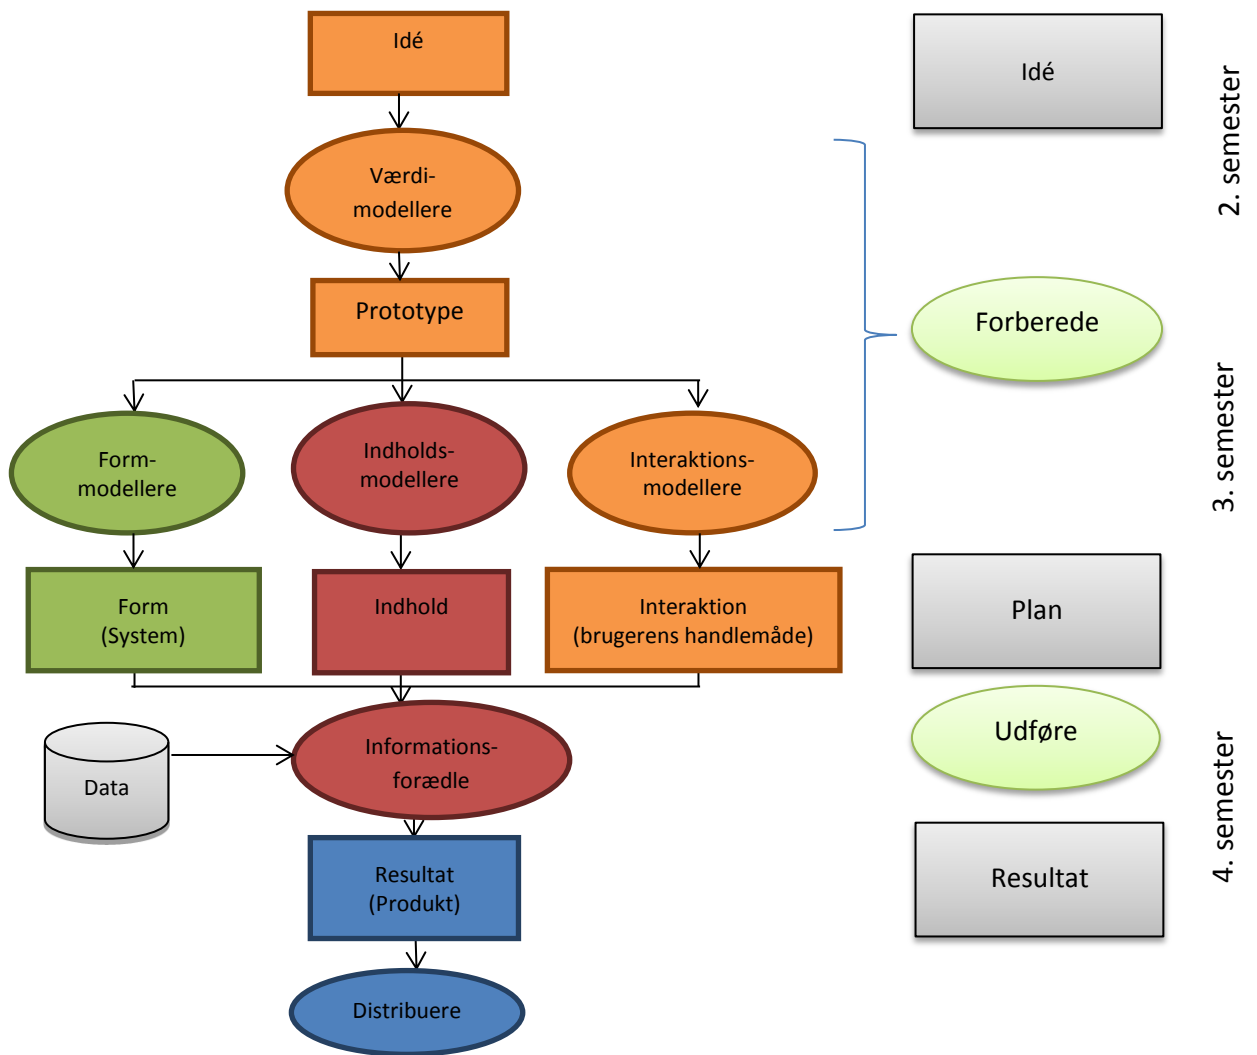 Idé
Værdi-
modellere
Prototype
Form-
modellere
Indholds-
modellere
Interaktions-
modellere
Form
(System)
Indhold
Interaktion
(brugerens handlemåde)
Data
Informations-
forædle
Resultat
(Produkt)
Distribuere
Idé
Forberede
Plan
Udføre
Resultat
2. semester
3. semester
4. semester